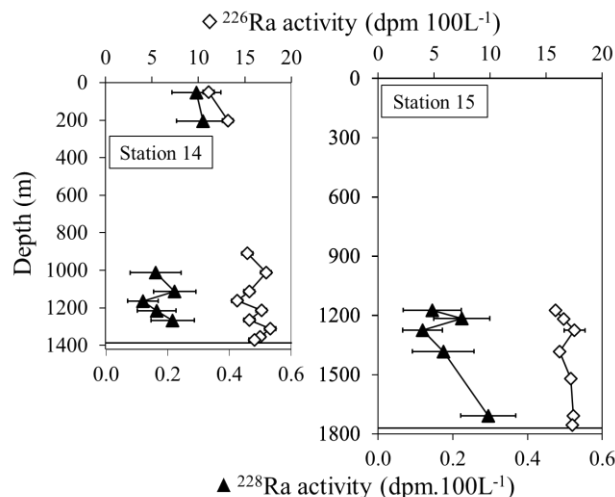 ◇ ²²⁶Ra activity (dpm 100L⁻¹)
0 5 10 15 20 0 5 10 15 20
0 0
200
Station 14 Station 15
300
400
600
600
Depth (m)
800
900
1000
1200
1200
1500
1400
1800
0.0 0.2 0.4 0.6 0.0 0.2 0.4 0.6
▲ ²²⁸Ra activity (dpm.100L⁻¹)